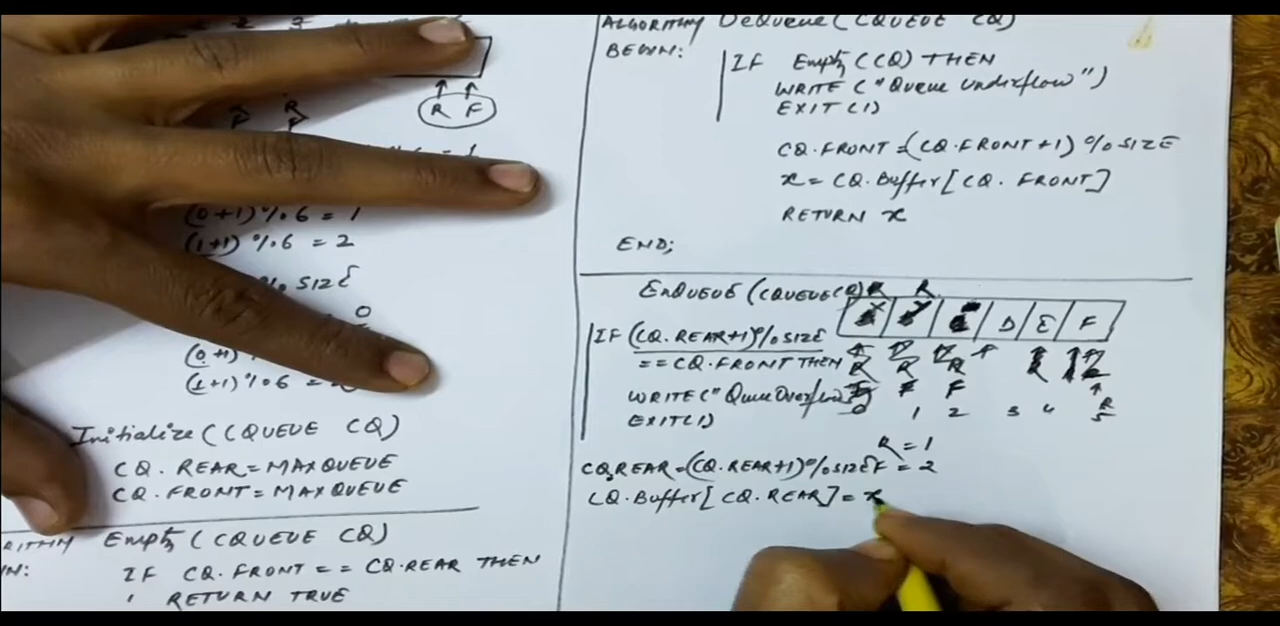 R F
(0+1)%6 = 1
(1+1)%6 = 2
% SIZE
0
(0+1)
(1+1)%6 =
Initialize(CQUEUE CQ)
CQ. REAR=MAXQUEUE
CQ. FRONT=MAXQUEUE
Empty(CQUEUE CQ)
IF CQ.FRONT == CQ.REAR THEN
RETURN TRUE
ALGORITHM DeQueue(CQUEUE CQ)
BEGIN:
IF Empty(CQ) THEN
WRITE("Queue Underflow")
EXIT(1)
CQ.FRONT=(CQ.FRONT+1)%SIZE
x=CQ.Buffer[CQ. FRONT]
RETURN x
END;
EnQUEUE(CQUEUE CQ) R R
X Y D E F
IF (CQ.REAR+1)%SIZE
==CQ.FRONT THEN
R R R R
WRITE("Queue Overflow")
F F R
0 1 2 3 4 5
EXIT(1)
R = 1
CQ.REAR=(CQ.REAR+1)%SIZE F = 2
CQ.Buffer[CQ.REAR]=x